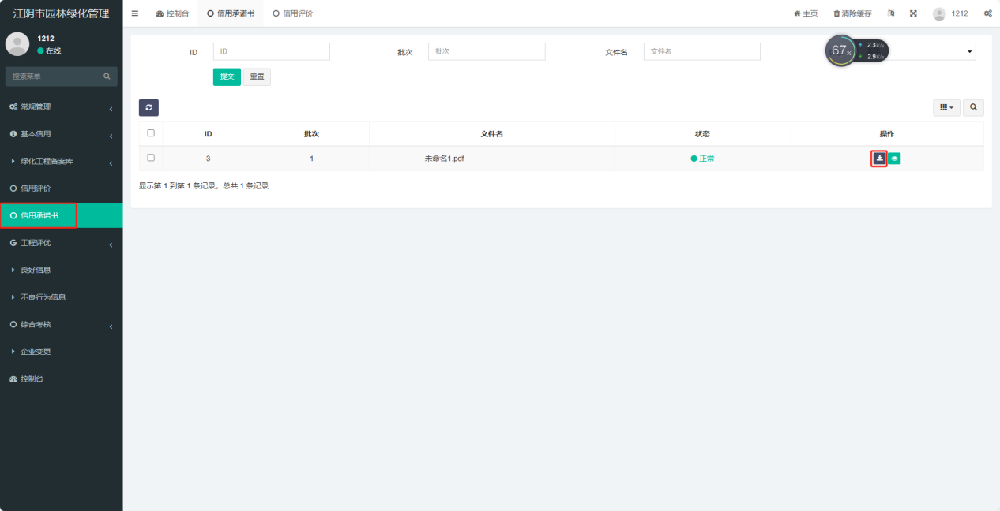 江阴市园林绿化管理
控制台
信用承诺书
信用评价
主页
清除缓存
1212
1212
在线
搜索菜单
常规管理
基本信用
绿化工程备案库
信用评价
信用承诺书
工程评优
良好信息
不良行为信息
综合考核
企业变更
控制台
ID
ID
批次
批次
文件名
文件名
67%
2.3K/s
2.9K/s
提交
重置
ID 批次 文件名 状态 操作
3 1 未命名1.pdf 正常
显示第 1 到第 1 条记录，总共 1 条记录